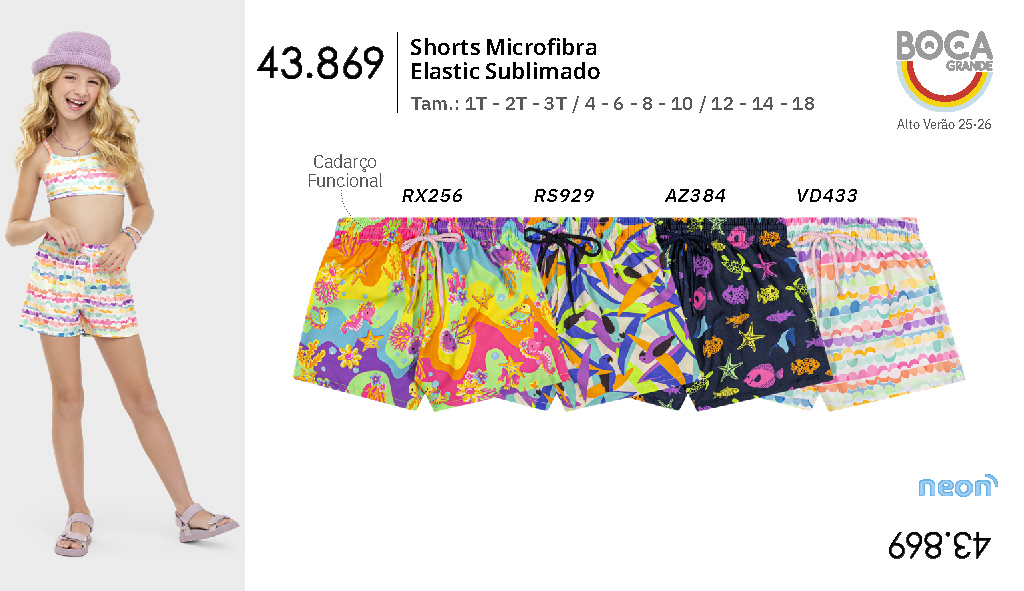 43.869
Shorts Microfibra
Elastic Sublimado
Tam.: 1T - 2T - 3T / 4 - 6 - 8 - 10 / 12 - 14 - 18
BOCA
GRANDE
Alto Verão 25-26
Cadarço
Funcional
RX256
RS929
AZ384
VD433
neon
43.869